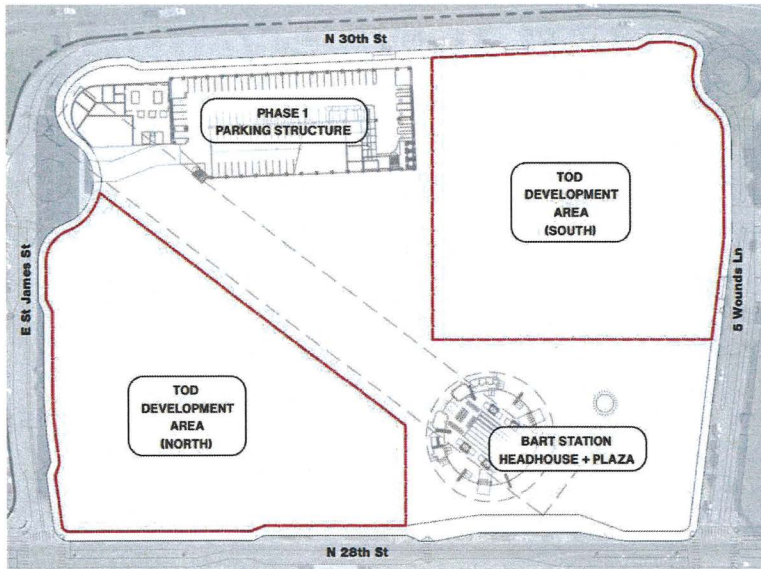 N 30th St
PHASE 1
PARKING STRUCTURE
TOD
DEVELOPMENT
AREA
(SOUTH)
E St James St
5 Wounds Ln
TOD
DEVELOPMENT
AREA
(NORTH)
BART STATION
HEADHOUSE + PLAZA
N 28th St